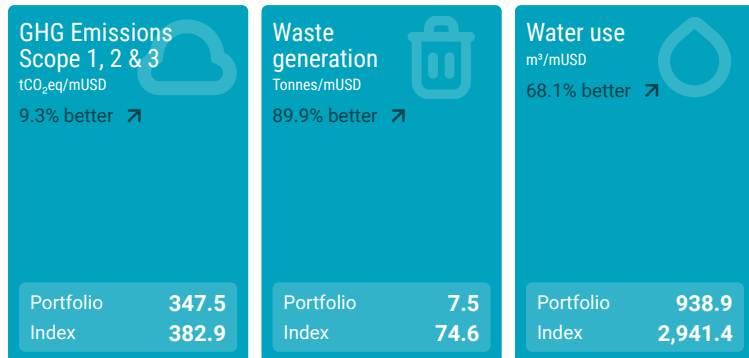 GHG Emissions
Scope 1, 2 & 3
tCO₂eq/mUSD
9.3% better
Portfolio 347.5
Index 382.9
Waste
generation
Tonnes/mUSD
89.9% better
Portfolio 7.5
Index 74.6
Water use
m³/mUSD
68.1% better
Portfolio 938.9
Index 2,941.4